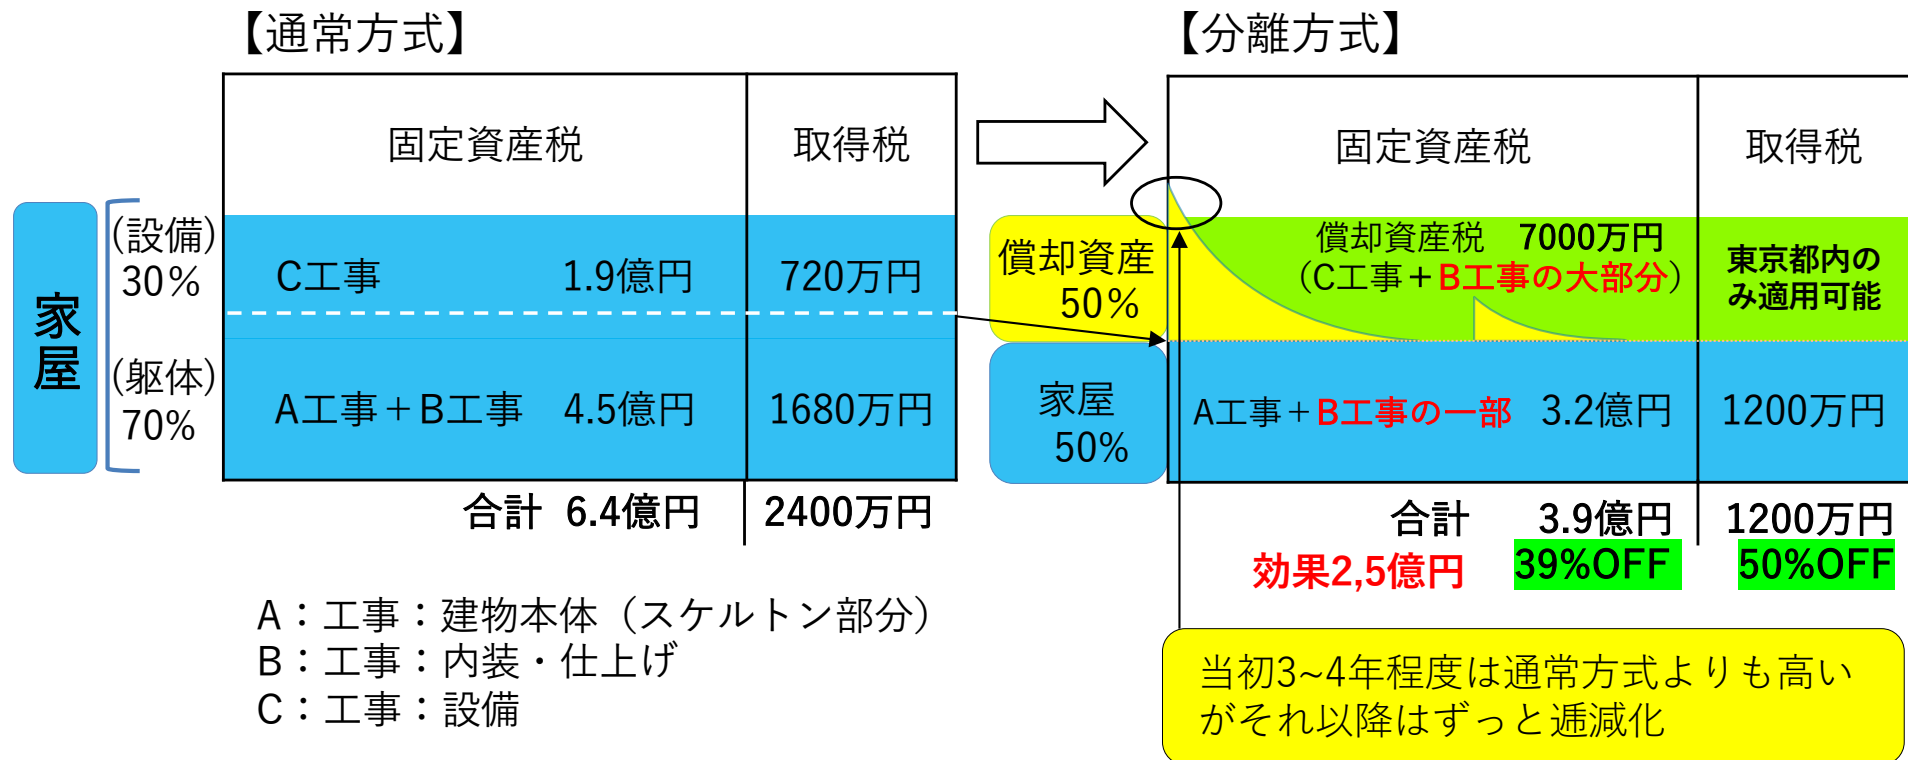 【通常方式】
固定資産税
取得税
家屋
(設備)
30%
C工事
1.9億円
720万円
(躯体)
70%
A工事＋B工事
4.5億円
1680万円
合計
6.4億円
2400万円
A：工事：建物本体（スケルトン部分）
B：工事：内装・仕上げ
C：工事：設備
【分離方式】
固定資産税
取得税
償却資産
50%
償却資産税 7000万円
（C工事＋B工事の大部分）
東京都内の
み適用可能
家屋
50%
A工事＋B工事の一部
3.2億円
1200万円
合計
3.9億円
1200万円
効果2,5億円
39%OFF
50%OFF
当初3~4年程度は通常方式よりも高い
がそれ以降はずっと逓減化